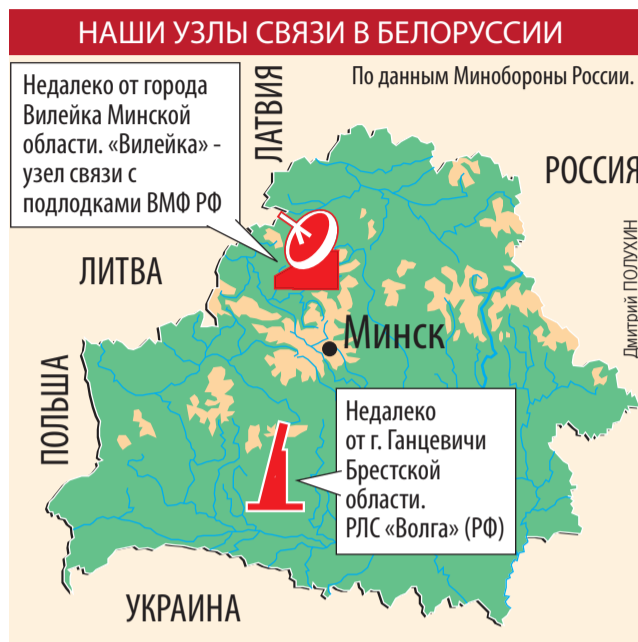 НАШИ УЗЛЫ СВЯЗИ В БЕЛОРУССИИ
По данным Минобороны России.
Недалеко от города
Вилейка Минской
области. «Вилейка» -
узел связи с
подлодками ВМФ РФ
ЛАТВИЯ
РОССИЯ
ЛИТВА
Дмитрий ПОЛУХИН
Минск
ПОЛЬША
Недалеко
от г. Ганцевичи
Брестской
области.
РЛС «Волга» (РФ)
УКРАИНА